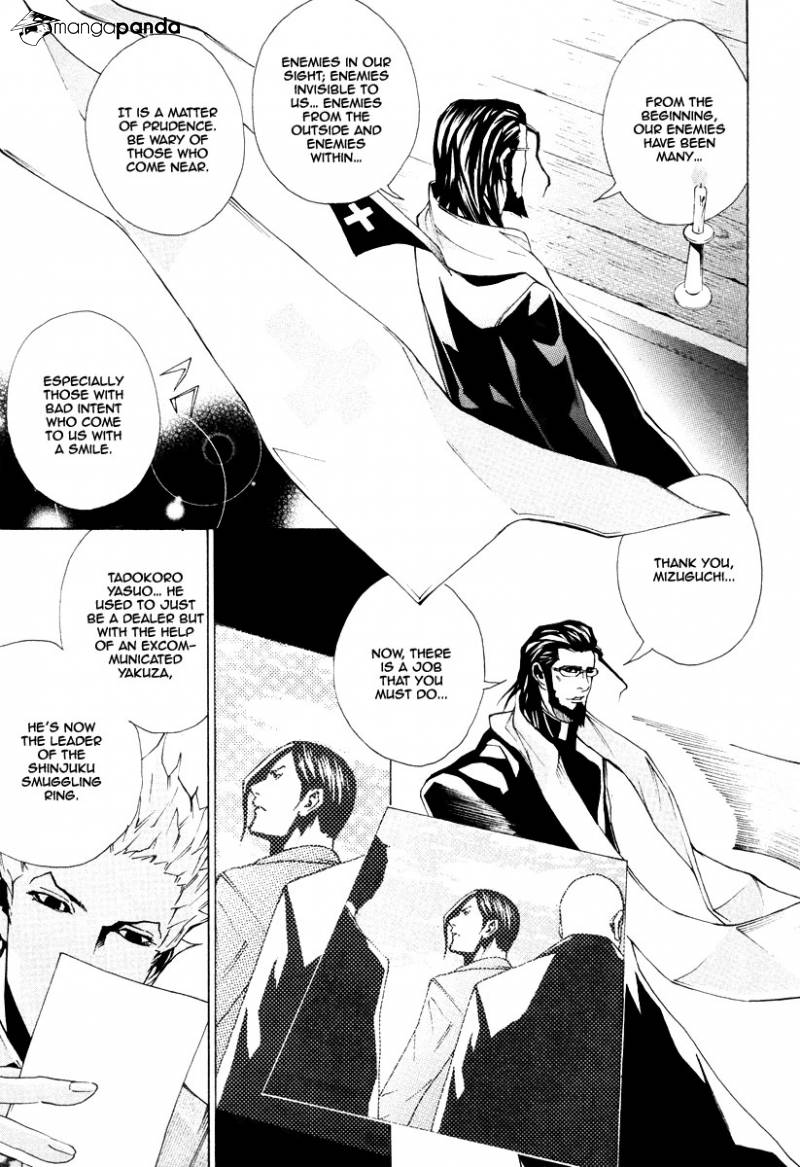 mangapanda
FROM THE
BEGINNING,
OUR ENEMIES
HAVE BEEN
MANY...
ENEMIES IN OUR
SIGHT; ENEMIES
INVISIBLE TO
US... ENEMIES
FROM THE
OUTSIDE AND
ENEMIES
WITHIN...
IT IS A MATTER
OF PRUDENCE.
BE WARY OF
THOSE WHO
COME NEAR.
ESPECIALLY
THOSE WITH
BAD INTENT
WHO COME
TO US WITH
A SMILE.
THANK YOU,
MIZUGUCHI...
NOW, THERE
IS A JOB
THAT YOU
MUST DO...
TADOKORO
YASUO... HE
USED TO JUST
BE A DEALER BUT
WITH THE HELP
OF AN EXCOM-
MUNICATED
YAKUZA,
HE'S NOW
THE LEADER
OF THE
SHINJUKU
SMUGGLING
RING.